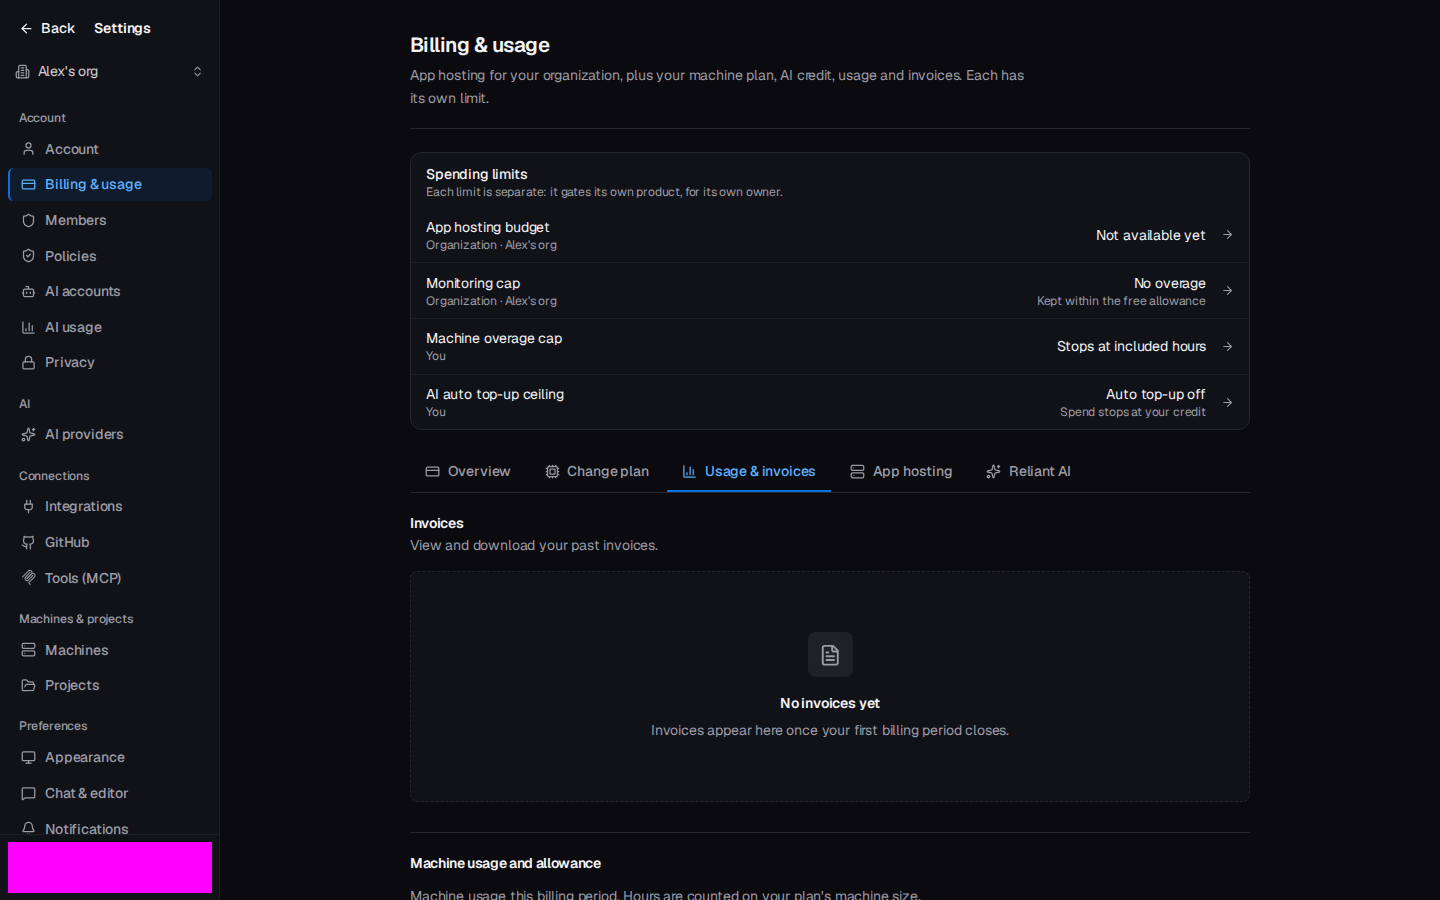 Back Settings
Alex's org
Account
Account
Billing & usage
Members
Policies
AI accounts
AI usage
Privacy
AI
AI providers
Connections
Integrations
GitHub
Tools (MCP)
Machines & projects
Machines
Projects
Preferences
Appearance
Chat & editor
Notifications
Billing & usage
App hosting for your organization, plus your machine plan, AI credit, usage and invoices. Each has
its own limit.
Spending limits
Each limit is separate: it gates its own product, for its own owner.
App hosting budget
Organization · Alex's org
Not available yet
Monitoring cap
Organization · Alex's org
No overage
Kept within the free allowance
Machine overage cap
You
Stops at included hours
AI auto top-up ceiling
You
Auto top-up off
Spend stops at your credit
Overview Change plan Usage & invoices App hosting Reliant AI
Invoices
View and download your past invoices.
No invoices yet
Invoices appear here once your first billing period closes.
Machine usage and allowance
Machine usage this billing period. Hours are counted on your plan's machine size.